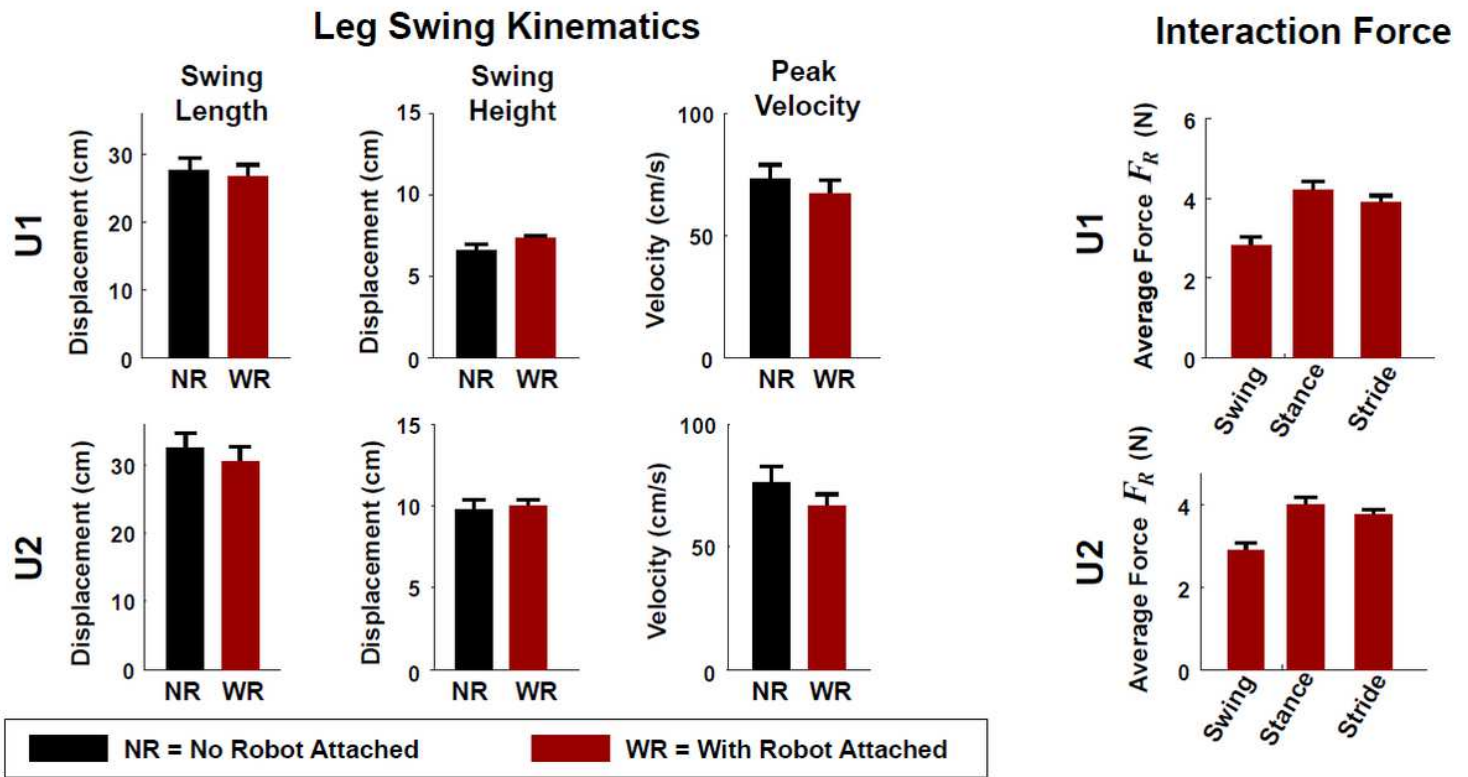 Leg Swing Kinematics
Interaction Force
Swing
Length
Swing
Height
Peak
Velocity
U1
Displacement (cm)
30
20
10
0
NR WR
Displacement (cm)
15
10
5
0
NR WR
Velocity (cm/s)
100
50
0
NR WR
U1
Average Force F_R (N)
6
4
2
0
Swing
Stance
Stride
U2
Displacement (cm)
30
20
10
0
NR WR
Displacement (cm)
15
10
5
0
NR WR
Velocity (cm/s)
100
50
0
NR WR
U2
Average Force F_R (N)
4
2
0
Swing
Stance
Stride
NR = No Robot Attached
WR = With Robot Attached